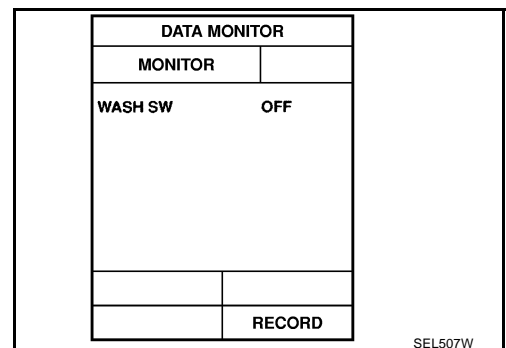 DATA MONITOR
MONITOR
WASH SW OFF
RECORD
SEL507W